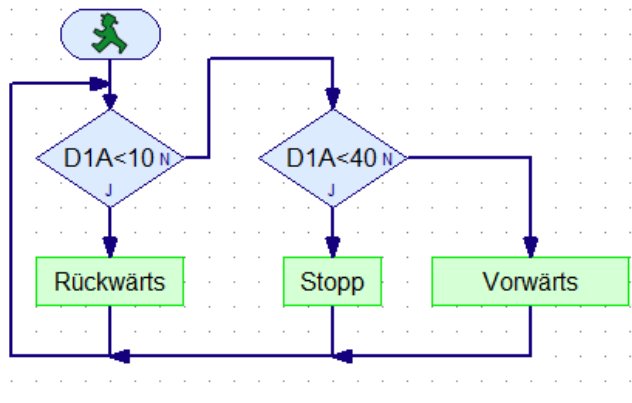 D1A<10 N
J
D1A<40 N
J
Rückwärts
Stopp
Vorwärts